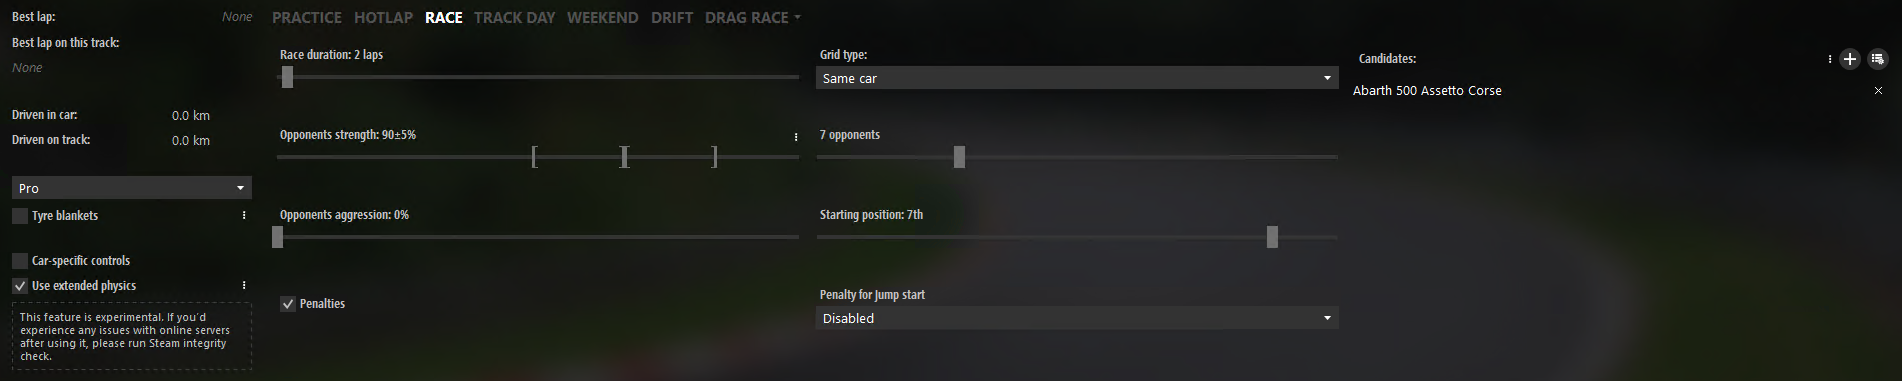 Best lap: None
Best lap on this track:
None
Driven in car: 0.0 km
Driven on track: 0.0 km
Pro
Tyre blankets
Car-specific controls
Use extended physics
This feature is experimental. If you'd
experience any issues with online servers
after using it, please run Steam integrity
check.
PRACTICE HOTLAP RACE TRACK DAY WEEKEND DRIFT DRAG RACE
Race duration: 2 laps
Opponents strength: 90±5%
Opponents aggression: 0%
Penalties
Grid type:
Same car
7 opponents
Starting position: 7th
Penalty for jump start
Disabled
Candidates:
Abarth 500 Assetto Corse